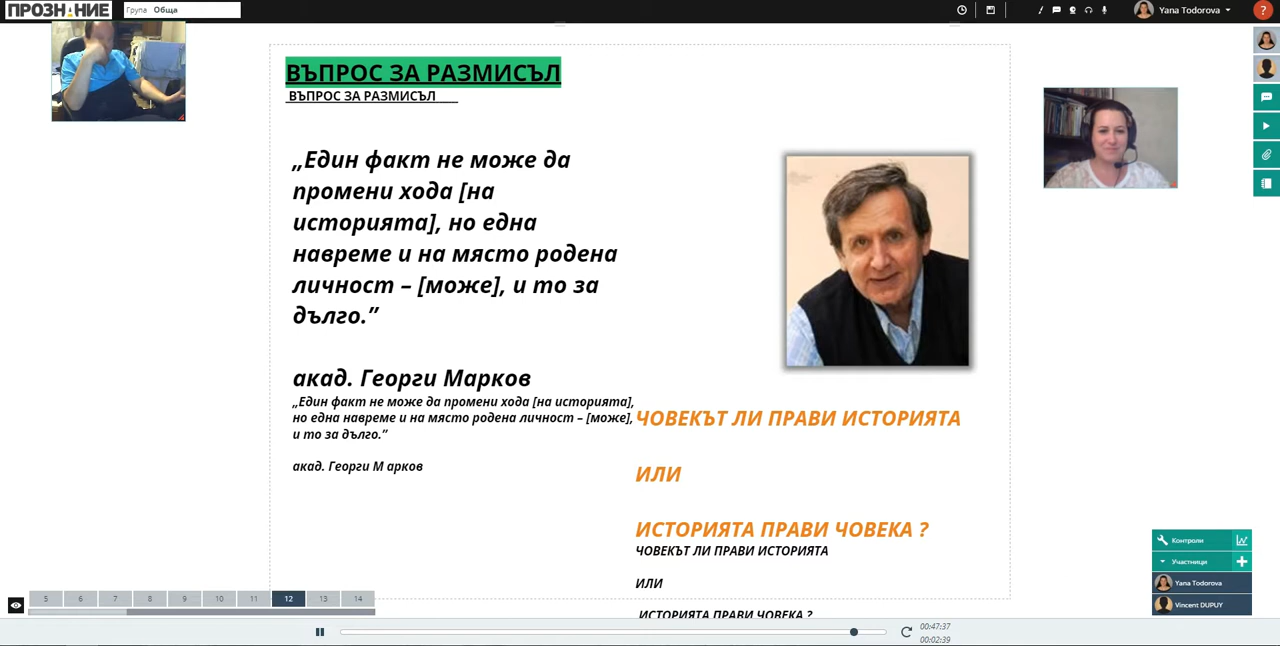 ПРОЗНАНИЕ
Група Обща
Yana Todorova
?
ВЪПРОС ЗА РАЗМИСЪЛ
ВЪПРОС ЗА РАЗМИСЪЛ
„Един факт не може да
промени хода [на
историята], но една
навреме и на място родена
личност – [може], и то за
дълго.”
акад. Георги Марков
„Един факт не може да промени хода [на историята],
но една навреме и на място родена личност – [може],
и то за дълго.”
акад. Георги М арков
ЧОВЕКЪТ ЛИ ПРАВИ ИСТОРИЯТА
ИЛИ
ИСТОРИЯТА ПРАВИ ЧОВЕКА ?
ЧОВЕКЪТ ЛИ ПРАВИ ИСТОРИЯТА
ИЛИ
ИСТОРИЯТА ПРАВИ ЧОВЕКА ?
Контроли
Участници
Yana Todorova
Vincent DUPUY
5 6 7 8 9 10 11 12 13 14
00:47:37
00:02:39